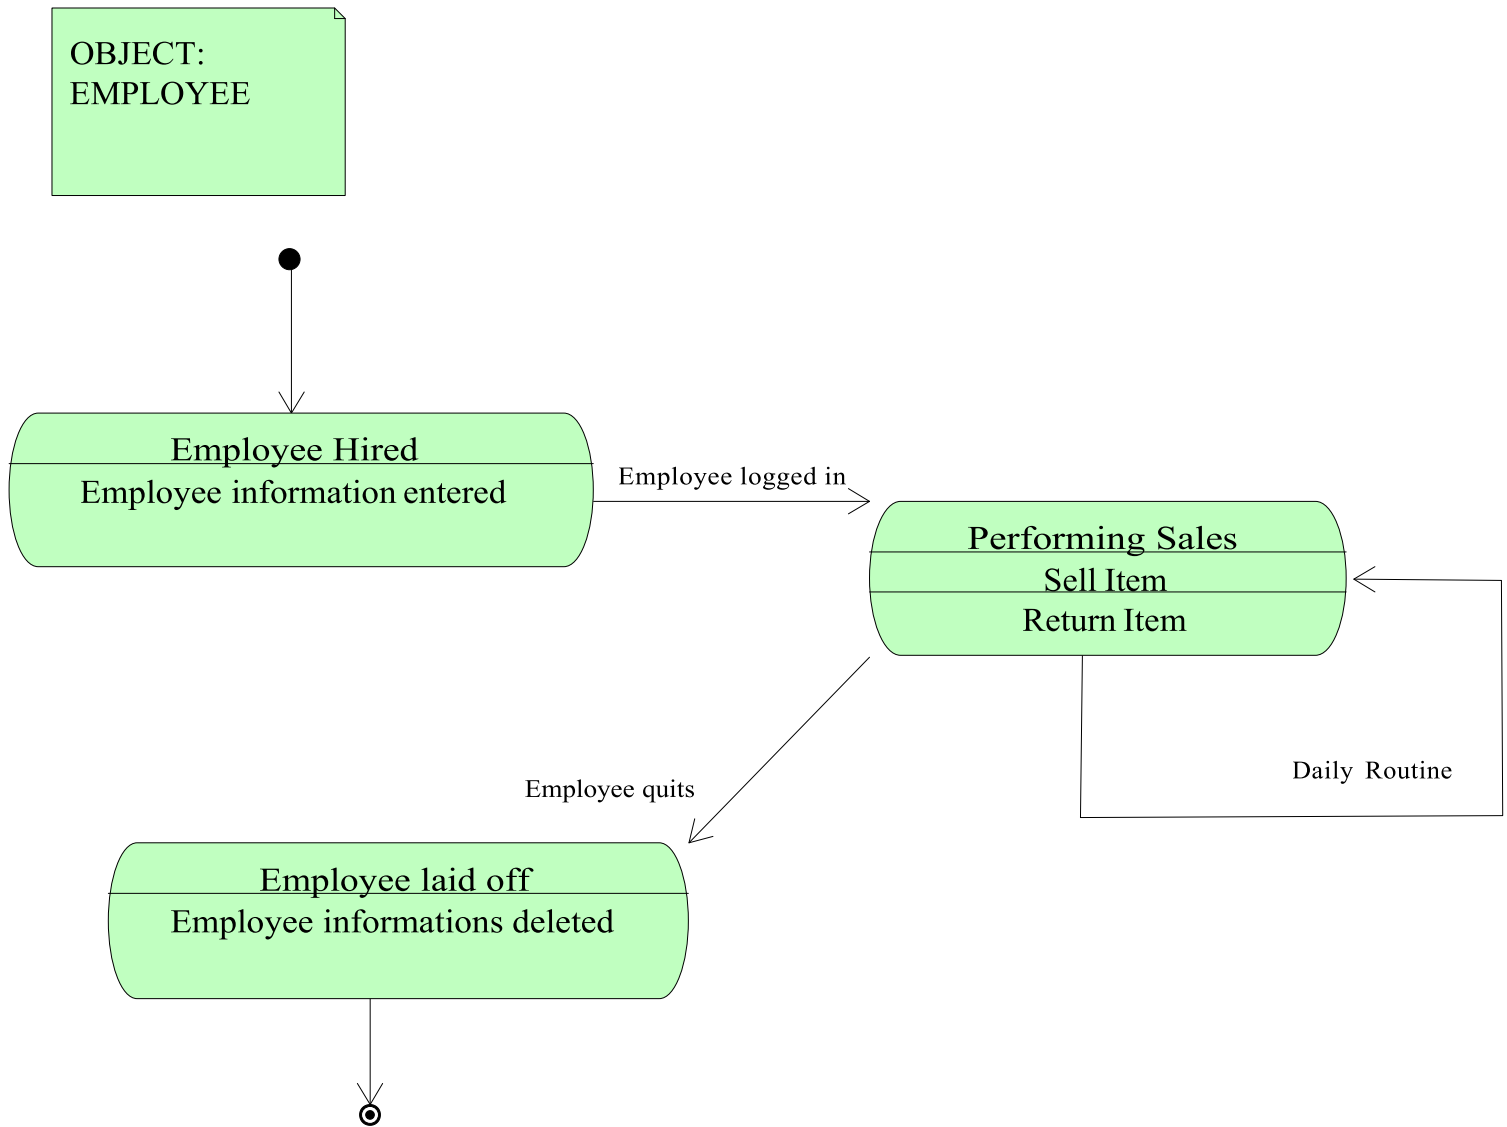 OBJECT:
EMPLOYEE
Employee Hired
Employee information entered
Employee logged in
Performing Sales
Sell Item
Return Item
Daily Routine
Employee quits
Employee laid off
Employee informations deleted